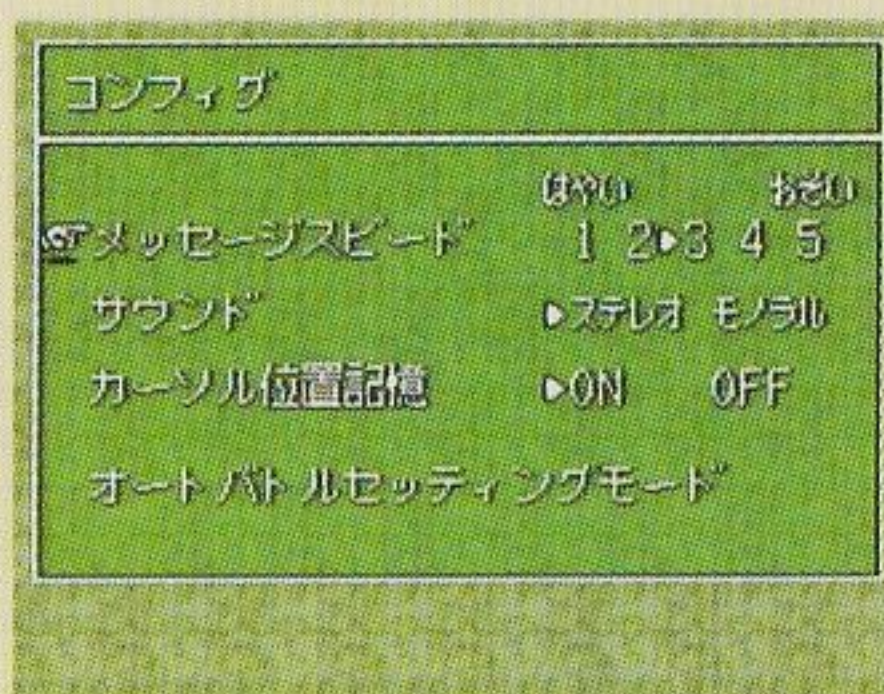 コンフィグ
はやい おそい
メッセージスピード 1 2▷3 4 5
サウンド ▷ステレオ モノラル
カーソル位置記憶 ▷ON OFF
オートバトルセッティングモード